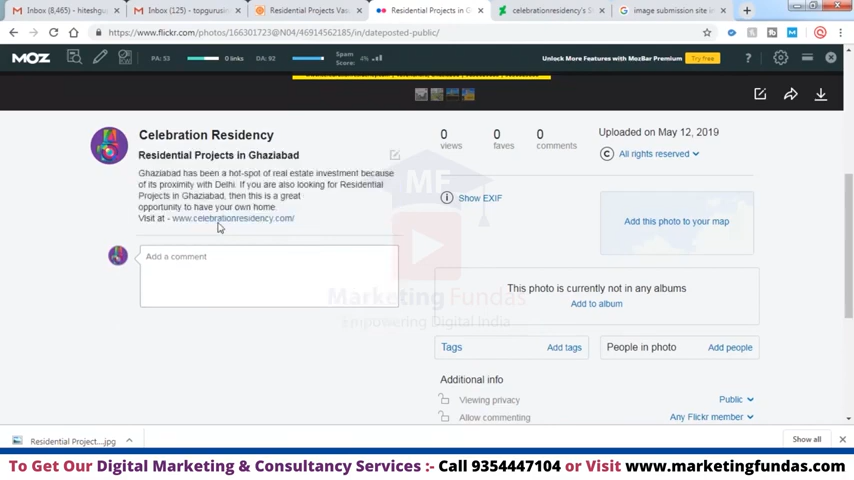 Inbox (8,465) - hiteshgu
Inbox (125) - topgurus
Residential Projects Vas
Residential Projects in G
celebrationresidency's S
image submission site in
https://www.flickr.com/photos/166301723@N04/46914562185/in/dateposted-public/
MOZ
PA: 53
0 links
DA: 92
Spam
Score:
4%
Unlock More Features with MozBar Premium
Try free
Celebration Residency
Residential Projects in Ghaziabad
Ghaziabad has been a hot-spot of real estate investment because
of its proximity with Delhi. If you are also looking for Residential
Projects in Ghaziabad, then this is a great
opportunity to have your own home.
Visit at - www.celebrationresidency.com/
Add a comment
0
views
0
faves
0
comments
Uploaded on May 12, 2019
All rights reserved
Show EXIF
Add this photo to your map
This photo is currently not in any albums
Add to album
Tags
Add tags
People in photo
Add people
Additional info
Viewing privacy
Public
Allow commenting
Any Flickr member
MF
Marketing Fundas
Empowering Digital India
Residential Project....jpg
Show all
To Get Our Digital Marketing & Consultancy Services :- Call 9354447104 or Visit www.marketingfundas.com